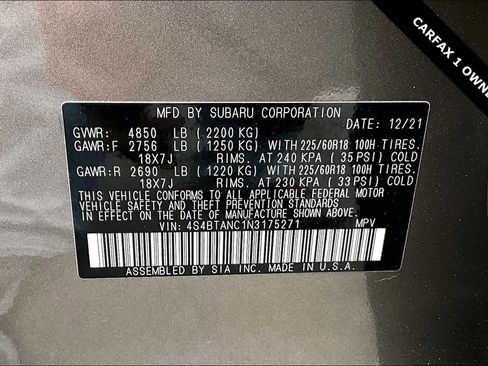 CARFAX 1 OWNE
MFD BY SUBARU CORPORATION
DATE: 12/21
GVWR: 4850 LB (2200 KG)
GAWR:F 2756 LB (1250 KG) WITH 225/60R18 100H TIRES.
18X7J RIMS. AT 240 KPA (35 PSI) COLD
GAWR:R 2690 LB (1220 KG) WITH 225/60R18 100H TIRES.
18X7J RIMS. AT 230 KPA (33 PSI) COLD
THIS VEHICLE CONFORMS TO ALL APPLICABLE FEDERAL MOTOR
VEHICLE SAFETY AND THEFT PREVENTION STANDARDS
IN EFFECT ON THE DATE OF MANUFACTURE SHOWN ABOVE.
VIN: 4S4BTANC1N3175271 MPV
ASSEMBLED BY SIA INC. MADE IN U.S.A.